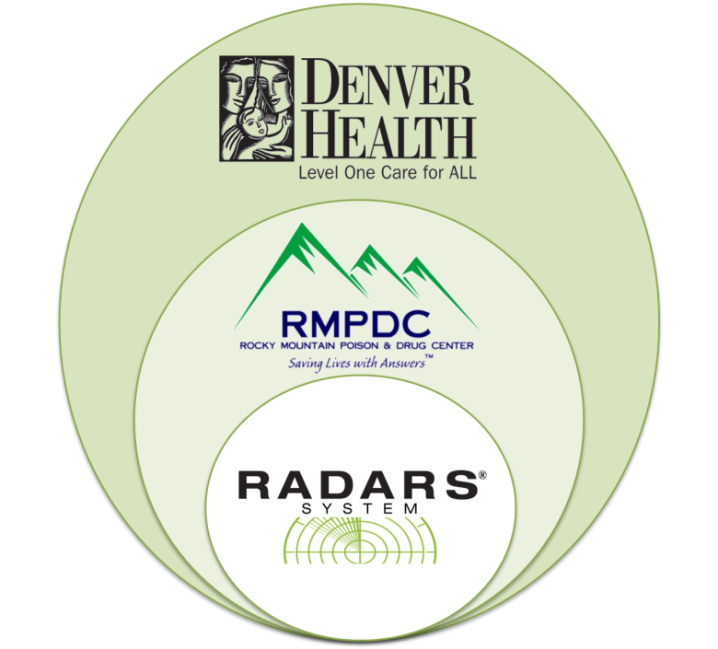 DENVER
HEALTH
Level One Care for ALL
RMPDC
ROCKY MOUNTAIN POISON & DRUG CENTER
Saving Lives with Answers™
RADARS®
SYSTEM